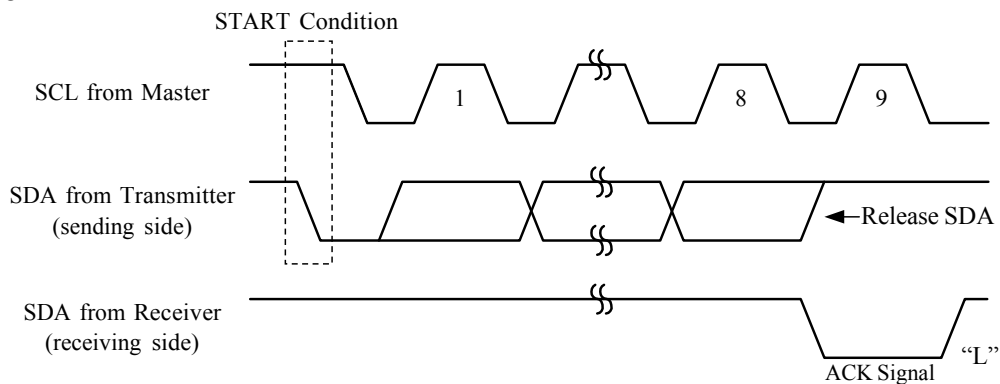 START Condition
SCL from Master
1
8
9
SDA from Transmitter
(sending side)
Release SDA
SDA from Receiver
(receiving side)
"L"
ACK Signal